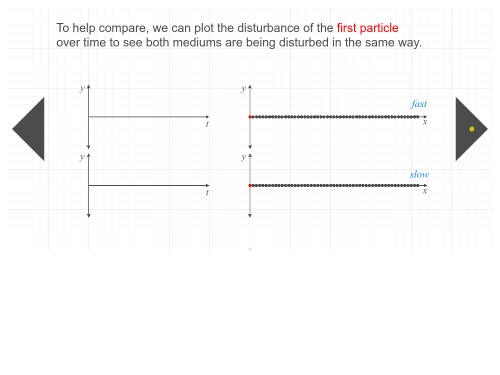 To help compare, we can plot the disturbance of the first particle
over time to see both mediums are being disturbed in the same way.
y
t
y
fast
x
y
t
y
slow
x